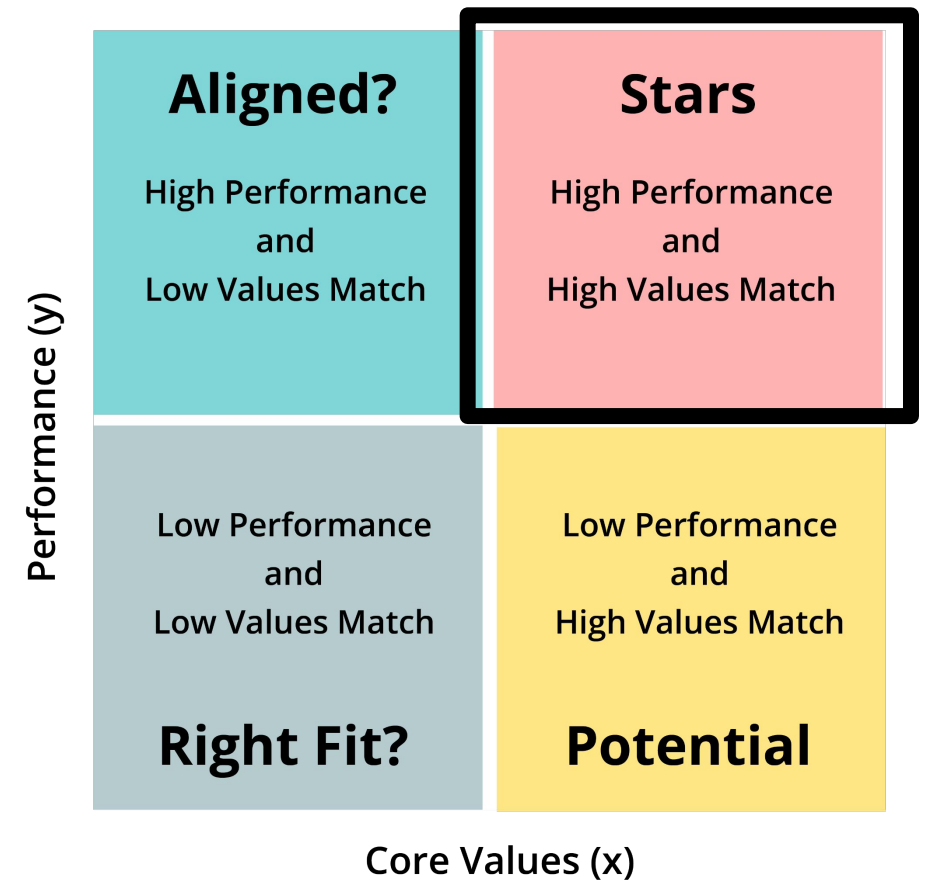 Aligned?
High Performance
and
Low Values Match
Stars
High Performance
and
High Values Match
Performance (y)
Low Performance
and
Low Values Match
Right Fit?
Low Performance
and
High Values Match
Potential
Core Values (x)